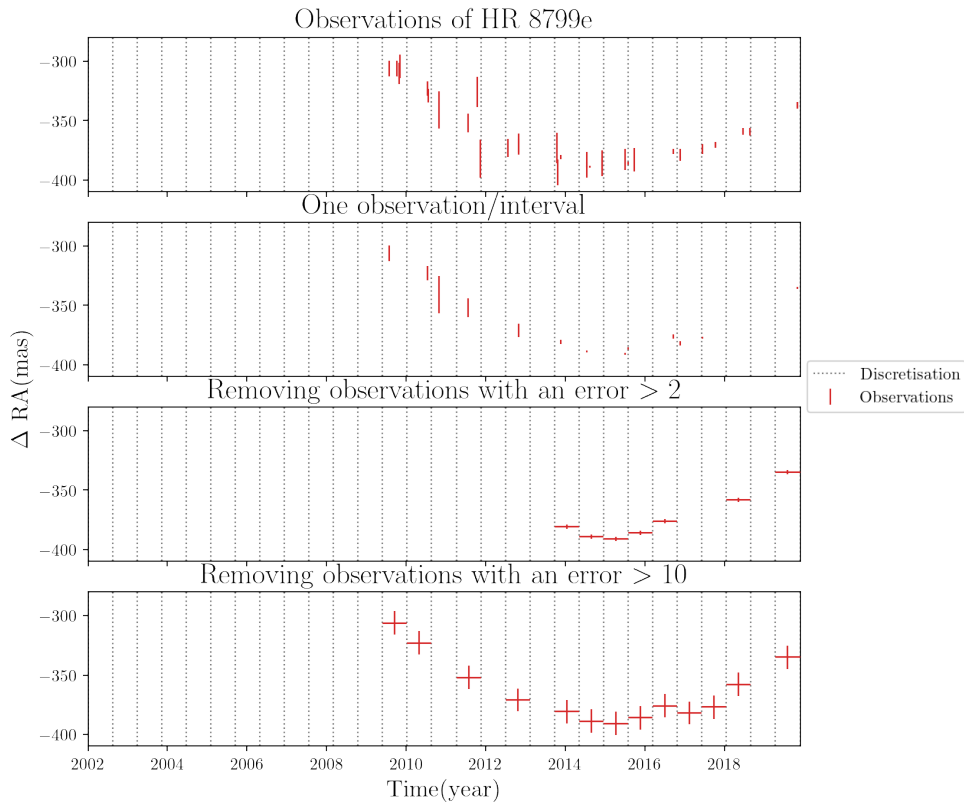 Observations of HR 8799e
−300
−350
−400
One observation/interval
−300
−350
−400
Removing observations with an error > 2
−300
−350
−400
Removing observations with an error > 10
−300
−350
−400
2002 2004 2006 2008 2010 2012 2014 2016 2018
Time(year)
Δ RA(mas)
Discretisation
Observations